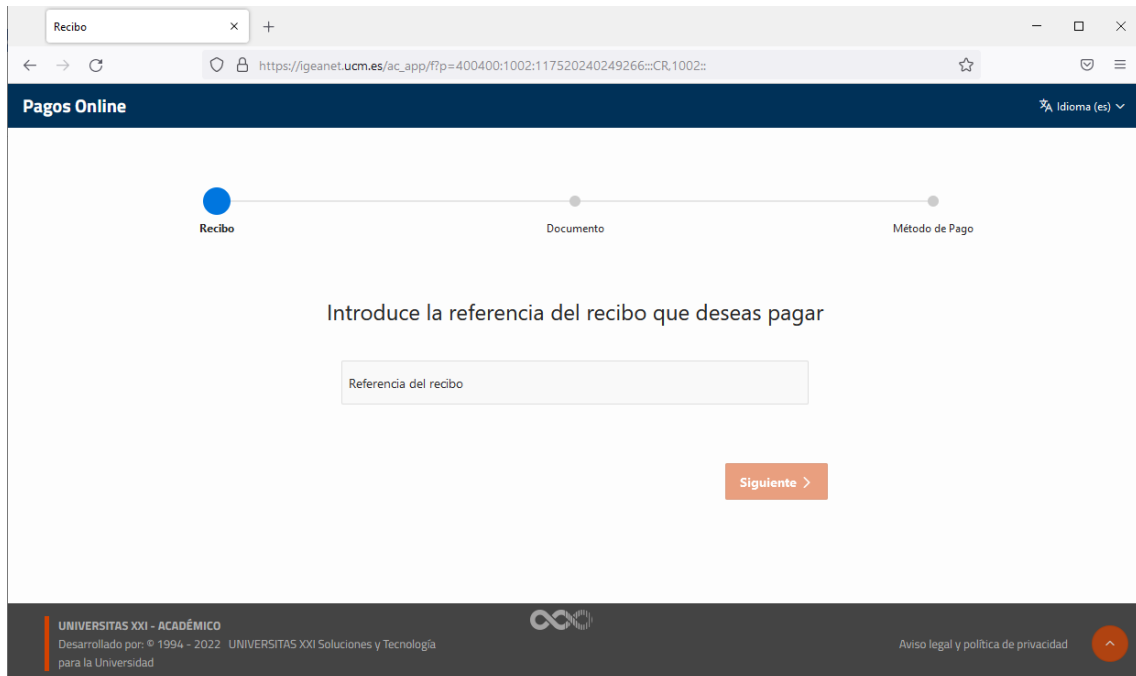 Recibo
https://igeanet.ucm.es/ac_app/f?p=400400:1002:117520240249266:::CR,1002::
Pagos Online
Idioma (es)
Recibo
Documento
Método de Pago
Introduce la referencia del recibo que deseas pagar
Referencia del recibo
Siguiente
UNIVERSITAS XXI - ACADÉMICO
Desarrollado por: © 1994 - 2022 UNIVERSITAS XXI Soluciones y Tecnología
para la Universidad
Aviso legal y política de privacidad